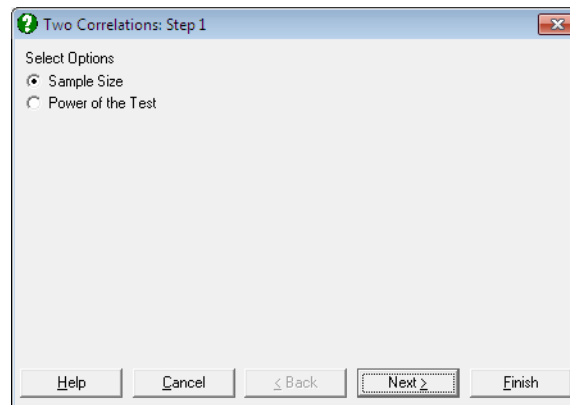 Two Correlations: Step 1
Select Options
Sample Size
Power of the Test
Help Cancel < Back Next > Finish